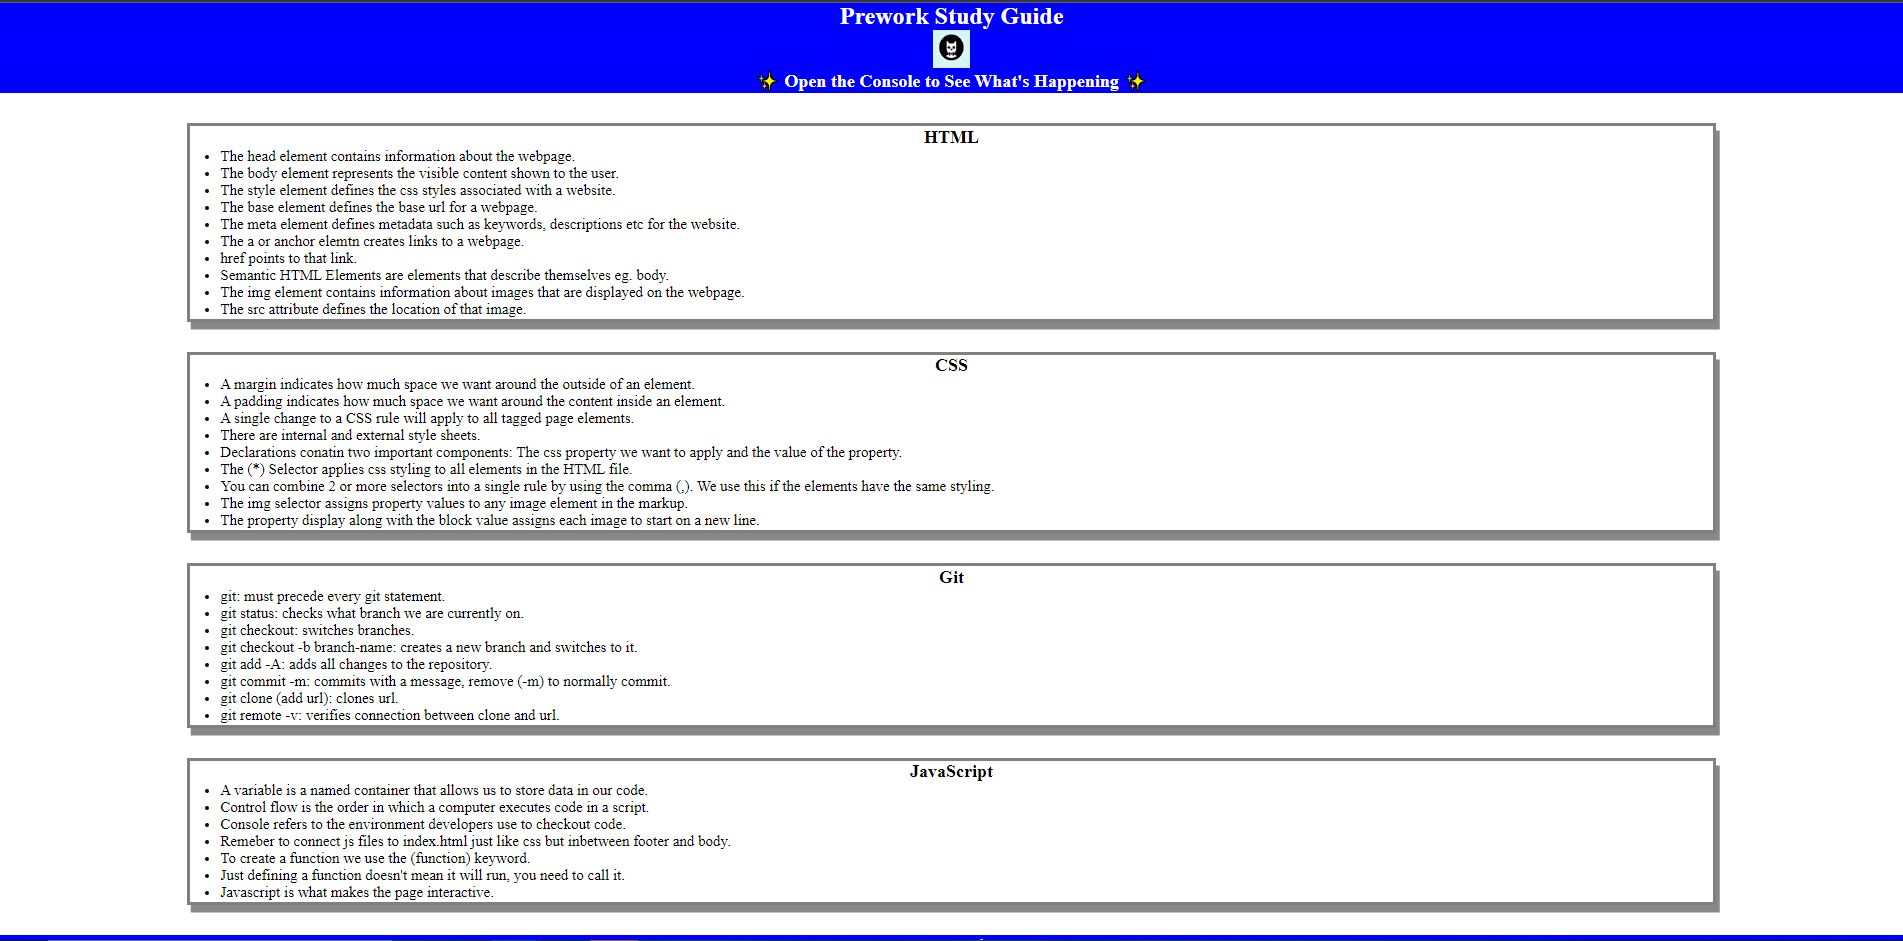 Prework Study Guide
✨ Open the Console to See What's Happening ✨
HTML
• The head element contains information about the webpage.
• The body element represents the visible content shown to the user.
• The style element defines the css styles associated with a website.
• The base element defines the base url for a webpage.
• The meta element defines metadata such as keywords, descriptions etc for the website.
• The a or anchor elemtn creates links to a webpage.
• href points to that link.
• Semantic HTML Elements are elements that describe themselves eg. body.
• The img element contains information about images that are displayed on the webpage.
• The src attribute defines the location of that image.
CSS
• A margin indicates how much space we want around the outside of an element.
• A padding indicates how much space we want around the content inside an element.
• A single change to a CSS rule will apply to all tagged page elements.
• There are internal and external style sheets.
• Declarations conatin two important components: The css property we want to apply and the value of the property.
• The (*) Selector applies css styling to all elements in the HTML file.
• You can combine 2 or more selectors into a single rule by using the comma (,). We use this if the elements have the same styling.
• The img selector assigns property values to any image element in the markup.
• The property display along with the block value assigns each image to start on a new line.
Git
• git: must precede every git statement.
• git status: checks what branch we are currently on.
• git checkout: switches branches.
• git checkout -b branch-name: creates a new branch and switches to it.
• git add -A: adds all changes to the repository.
• git commit -m: commits with a message, remove (-m) to normally commit.
• git clone (add url): clones url.
• git remote -v: verifies connection between clone and url.
JavaScript
• A variable is a named container that allows us to store data in our code.
• Control flow is the order in which a computer executes code in a script.
• Console refers to the environment developers use to checkout code.
• Remeber to connect js files to index.html just like css but inbetween footer and body.
• To create a function we use the (function) keyword.
• Just defining a function doesn't mean it will run, you need to call it.
• Javascript is what makes the page interactive.